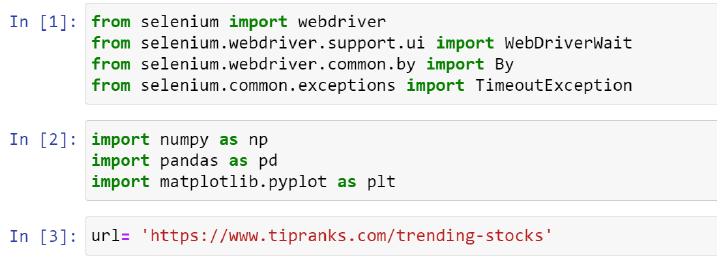 In [1]: from selenium import webdriver
from selenium.webdriver.support.ui import WebDriverWait
from selenium.webdriver.common.by import By
from selenium.common.exceptions import TimeoutException
In [2]: import numpy as np
import pandas as pd
import matplotlib.pyplot as plt
In [3]: url= 'https://www.tipranks.com/trending-stocks'